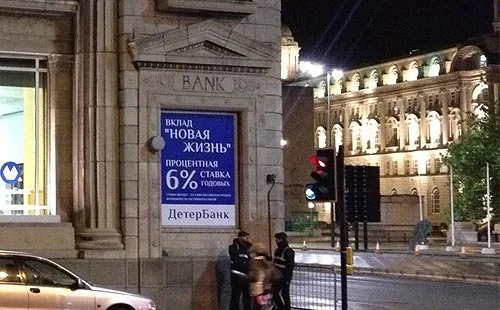 BANK
ВКЛАД
"НОВАЯ
ЖИЗНЬ"
ПРОЦЕНТНАЯ
6% СТАВКА
ГОДОВЫХ
ДетерБанк